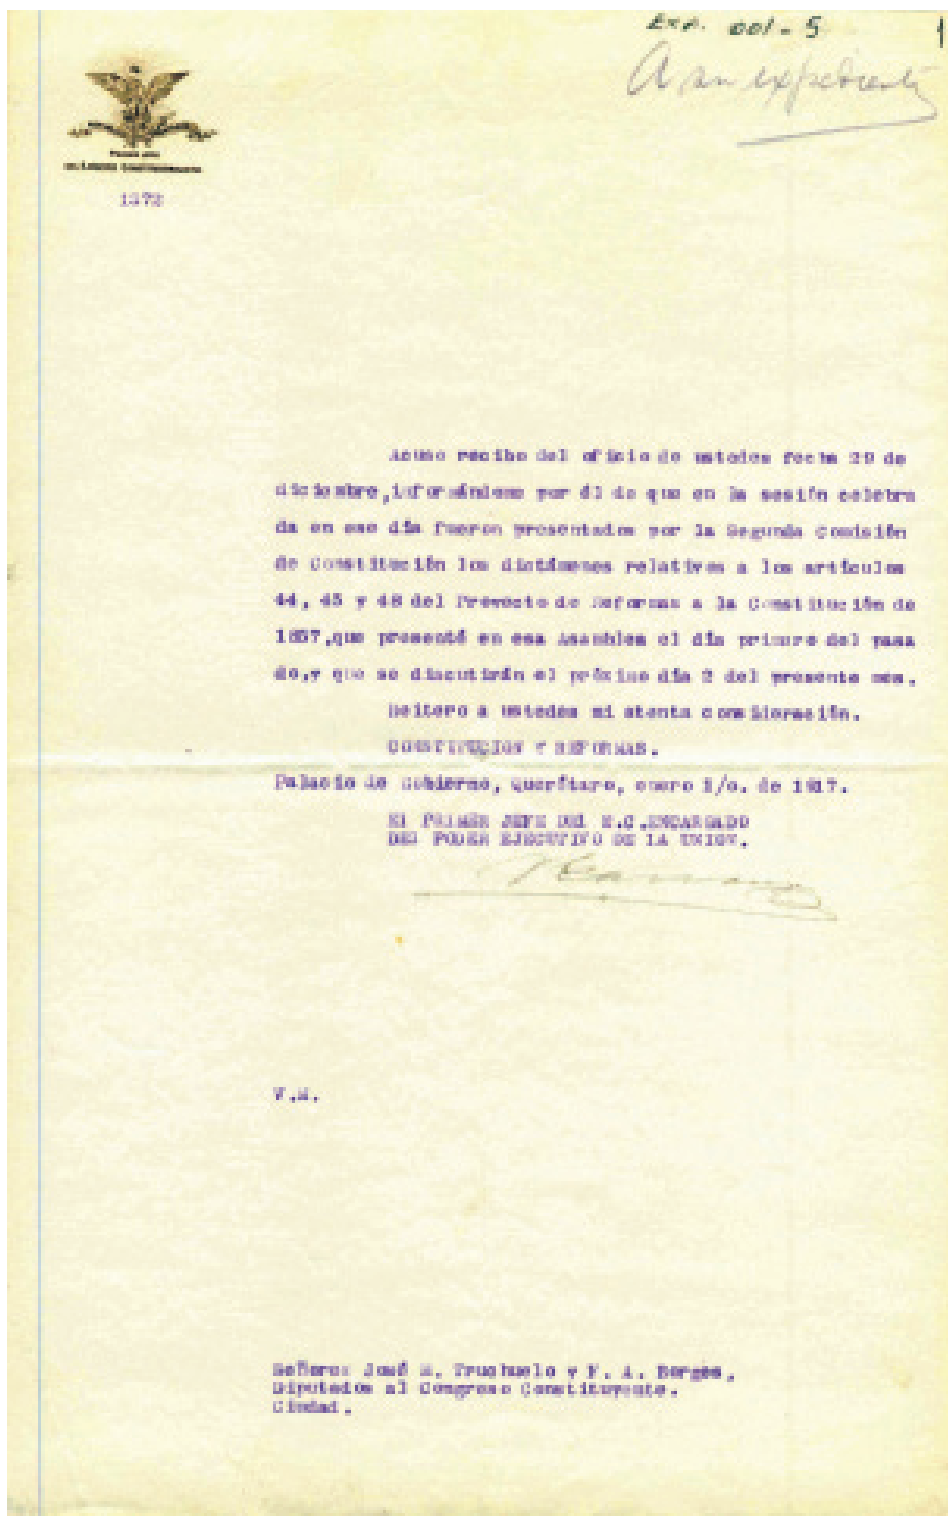 Exp. 001-5
1
A su expediente
Acuso recibo del oficio de ustedes fecha 29 de
diciembre, informándome por él de que en la sesión celebra
da en ese día fueron presentados por la Segunda Comisión
de Constitución los dictámenes relativos a los artículos
44, 45 y 48 del Proyecto de Reformas a la Constitución de
1857, que presenté en esa Asamblea el día primero del pasa
do, y que se discutirán el próximo día 2 del presente mes.
Reitero a ustedes mi atenta consideración.
CONSTITUCION Y REFORMAS.
Palacio de Gobierno, Querétaro, enero 1/o. de 1917.
El PRIMER JEFE DEL E.C. ENCARGADO
DEL PODER EJECUTIVO DE LA UNION.
V. Carranza
Señores José M. Truchuelo y F. A. Borges,
Diputados al Congreso Constituyente.
Ciudad.